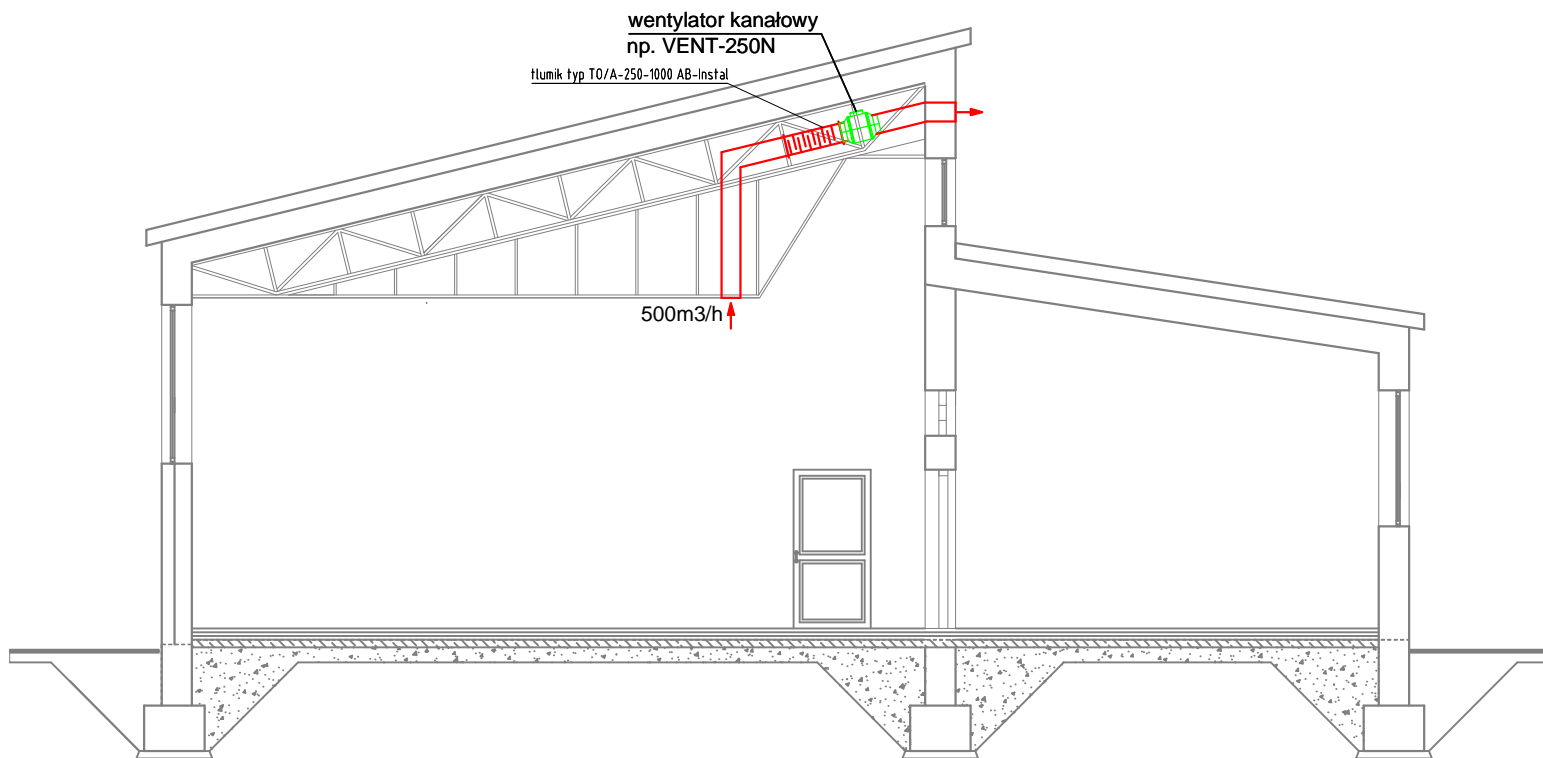 wentylator kanałowy
np. VENT-250N
tłumik typ TO/A-250-1000 AB-Instal
500m3/h